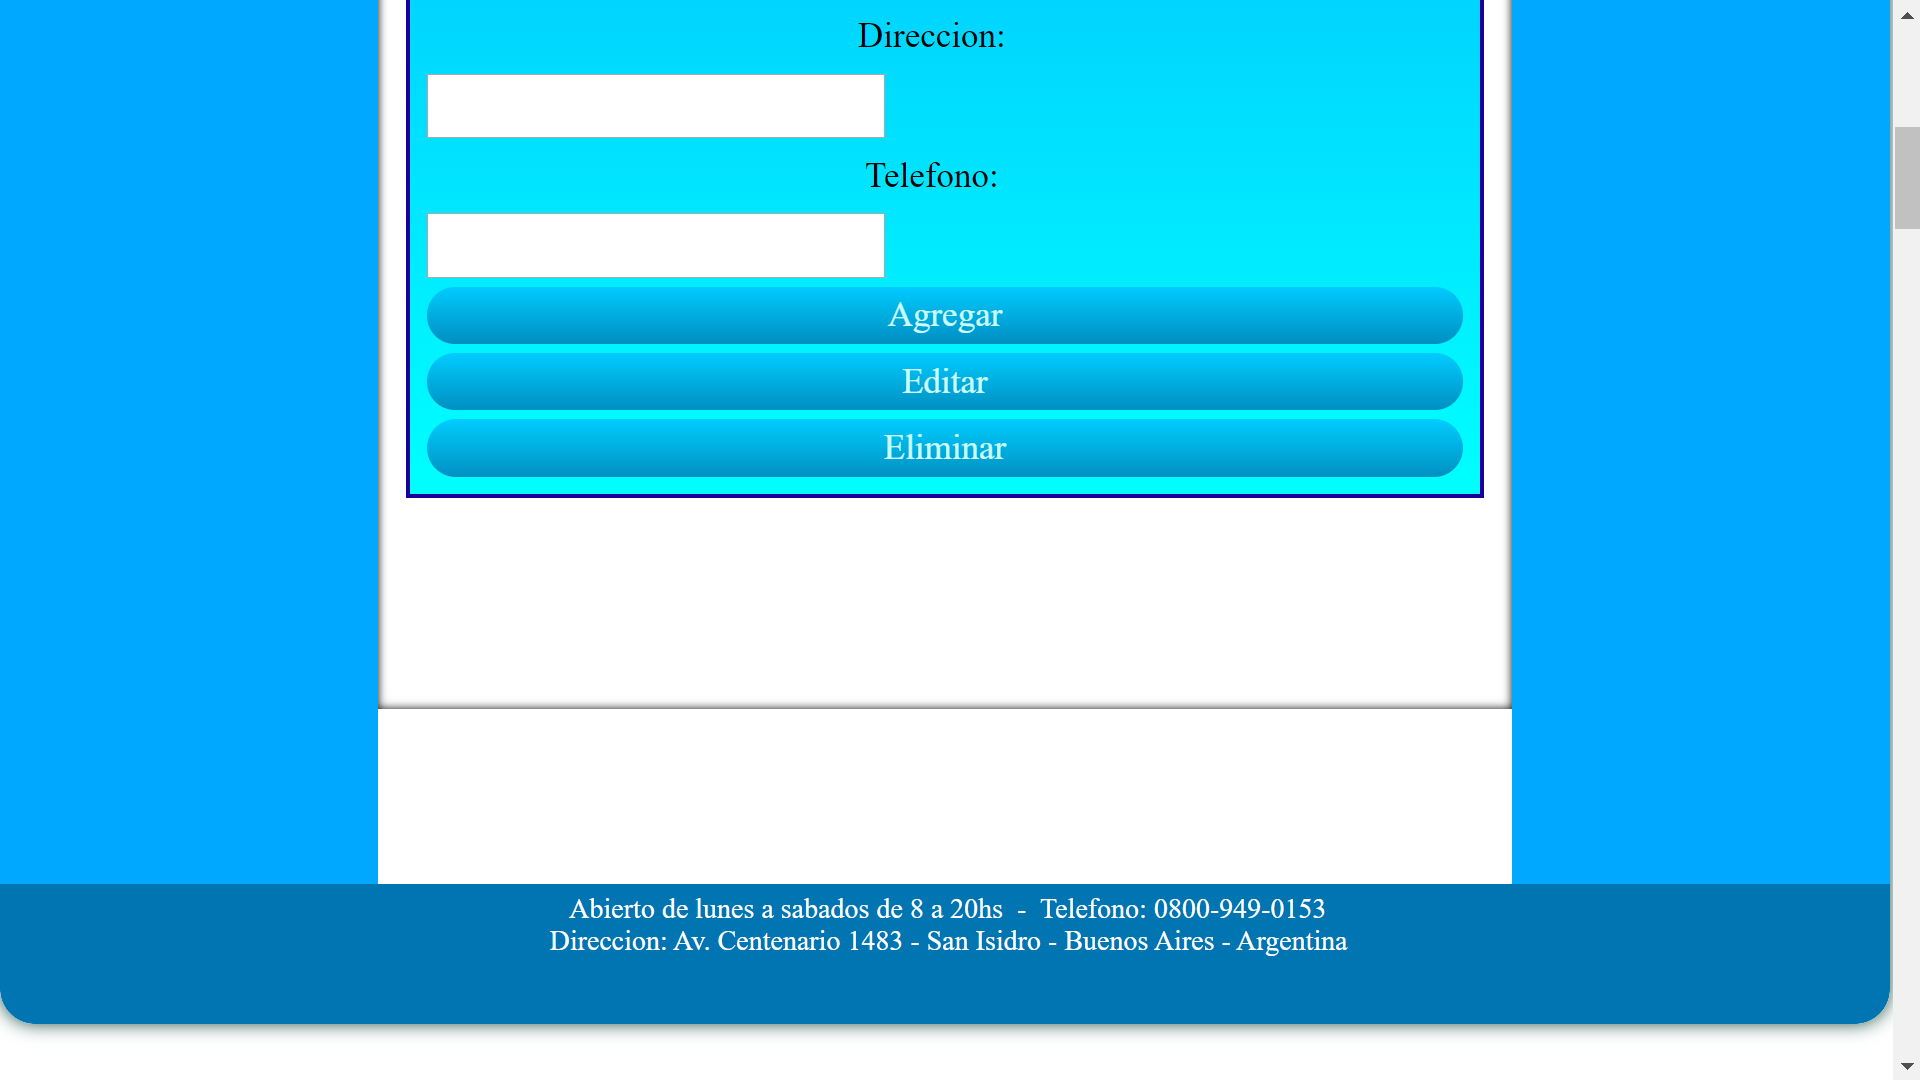 Direccion:
Telefono:
Agregar
Editar
Eliminar
Abierto de lunes a sabados de 8 a 20hs - Telefono: 0800-949-0153
Direccion: Av. Centenario 1483 - San Isidro - Buenos Aires - Argentina